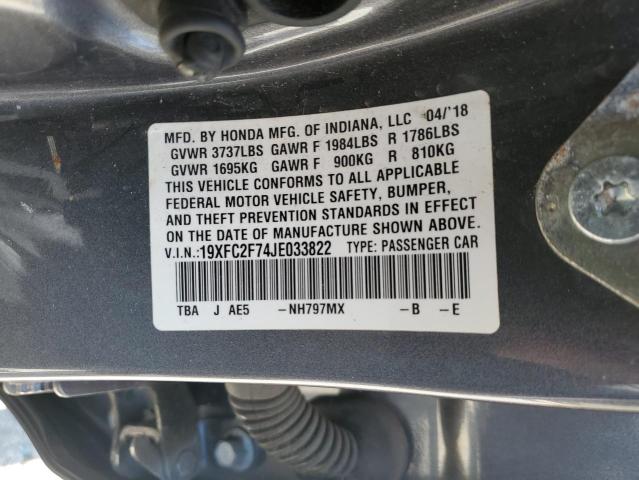 MFD. BY HONDA MFG. OF INDIANA, LLC 04/'18
GVWR 3737LBS GAWR F 1984LBS R 1786LBS
GVWR 1695KG GAWR F 900KG R 810KG
THIS VEHICLE CONFORMS TO ALL APPLICABLE
FEDERAL MOTOR VEHICLE SAFETY, BUMPER,
AND THEFT PREVENTION STANDARDS IN EFFECT
ON THE DATE OF MANUFACTURE SHOWN ABOVE.
V.I.N.:19XFC2F74JE033822 TYPE: PASSENGER CAR
TBA J AE5 -NH797MX -B -E